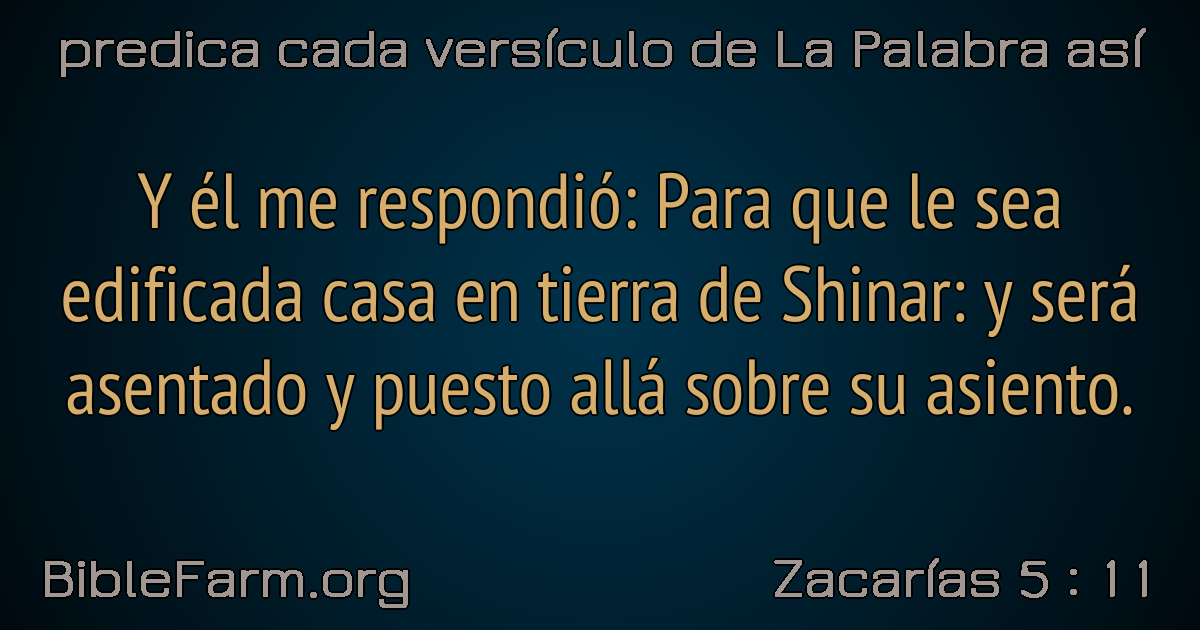 predica cada versículo de La Palabra así
Y él me respondió: Para que le sea
edificada casa en tierra de Shinar: y será
asentado y puesto allá sobre su asiento.
BibleFarm.org
Zacarías 5 : 11